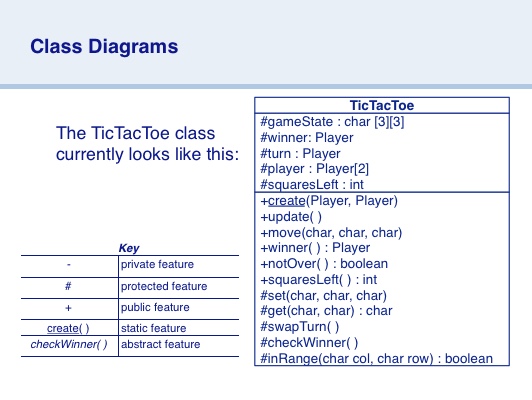 Class Diagrams
The TicTacToe class
currently looks like this:
TicTacToe
#gameState : char [3][3]
#winner: Player
#turn : Player
#player : Player[2]
#squaresLeft : int
+create(Player, Player)
+update( )
+move(char, char, char)
+winner( ) : Player
+notOver( ) : boolean
+squaresLeft( ) : int
#set(char, char, char)
#get(char, char) : char
#swapTurn( )
#checkWinner( )
#inRange(char col, char row) : boolean
Key
- private feature
# protected feature
+ public feature
create( ) static feature
checkWinner( ) abstract feature